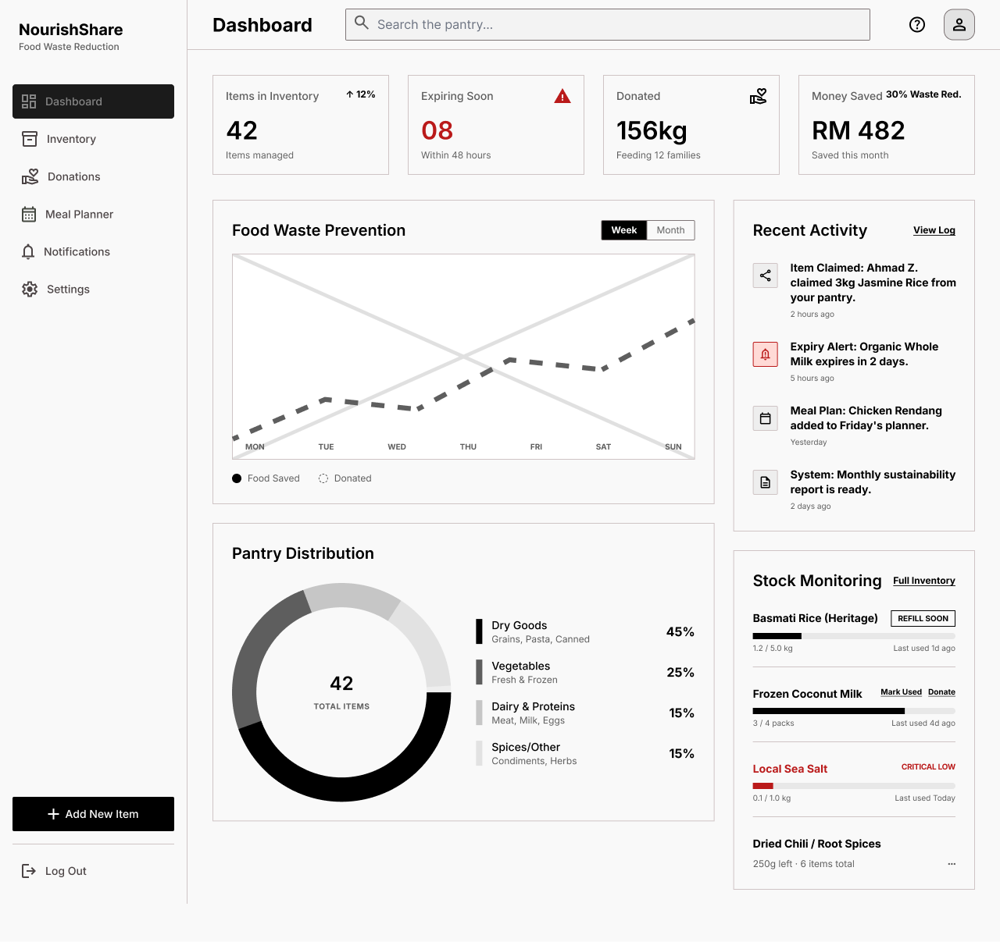 NourishShare
Food Waste Reduction
Dashboard
Inventory
Donations
Meal Planner
Notifications
Settings
Add New Item
Log Out
Dashboard
Search the pantry...
Items in Inventory
↑ 12%
42
Items managed
Expiring Soon
08
Within 48 hours
Donated
156kg
Feeding 12 families
Money Saved
30% Waste Red.
RM 482
Saved this month
Food Waste Prevention
Week
Month
MON
TUE
WED
THU
FRI
SAT
SUN
Food Saved
Donated
Pantry Distribution
42
TOTAL ITEMS
Dry Goods
Grains, Pasta, Canned
45%
Vegetables
Fresh & Frozen
25%
Dairy & Proteins
Meat, Milk, Eggs
15%
Spices/Other
Condiments, Herbs
15%
Recent Activity
View Log
Item Claimed: Ahmad Z.
claimed 3kg Jasmine Rice from
your pantry.
2 hours ago
Expiry Alert: Organic Whole
Milk expires in 2 days.
5 hours ago
Meal Plan: Chicken Rendang
added to Friday's planner.
Yesterday
System: Monthly sustainability
report is ready.
2 days ago
Stock Monitoring
Full Inventory
Basmati Rice (Heritage)
REFILL SOON
1.2 / 5.0 kg
Last used 1d ago
Frozen Coconut Milk
Mark Used
Donate
3 / 4 packs
Last used 4d ago
Local Sea Salt
CRITICAL LOW
0.1 / 1.0 kg
Last used Today
Dried Chili / Root Spices
250g left · 6 items total